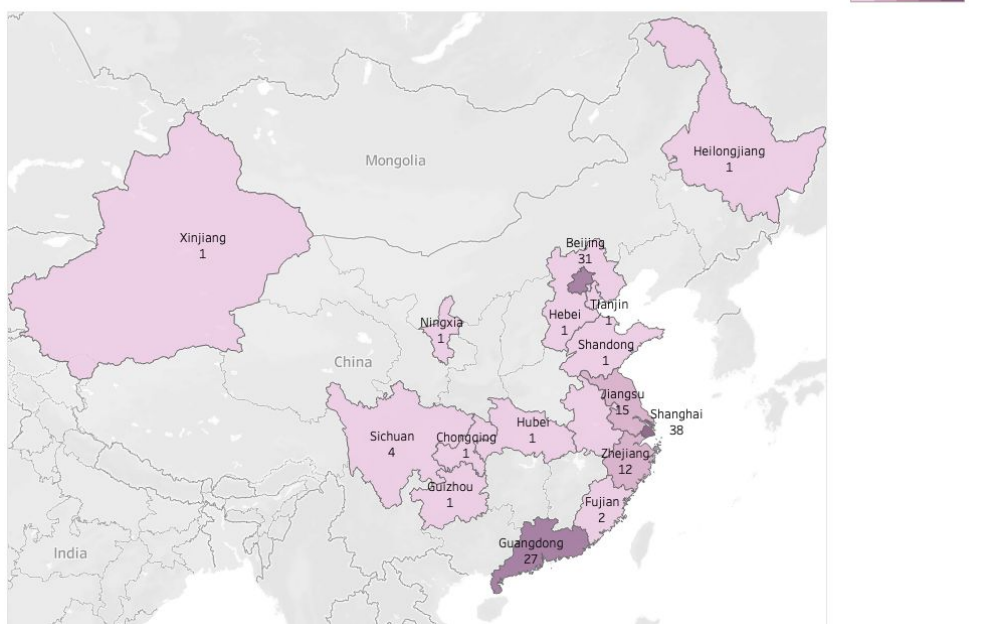 Heilongjiang
1
Mongolia
Xinjiang
1
Beijing
31
Tianjin
1
Hebei
1
Ningxia
1
Shandong
1
China
Jiangsu
15
Shanghai
38
Hubei
1
Sichuan
4
Chongqing
1
Zhejiang
12
Guizhou
1
Fujian
2
Guangdong
27
India